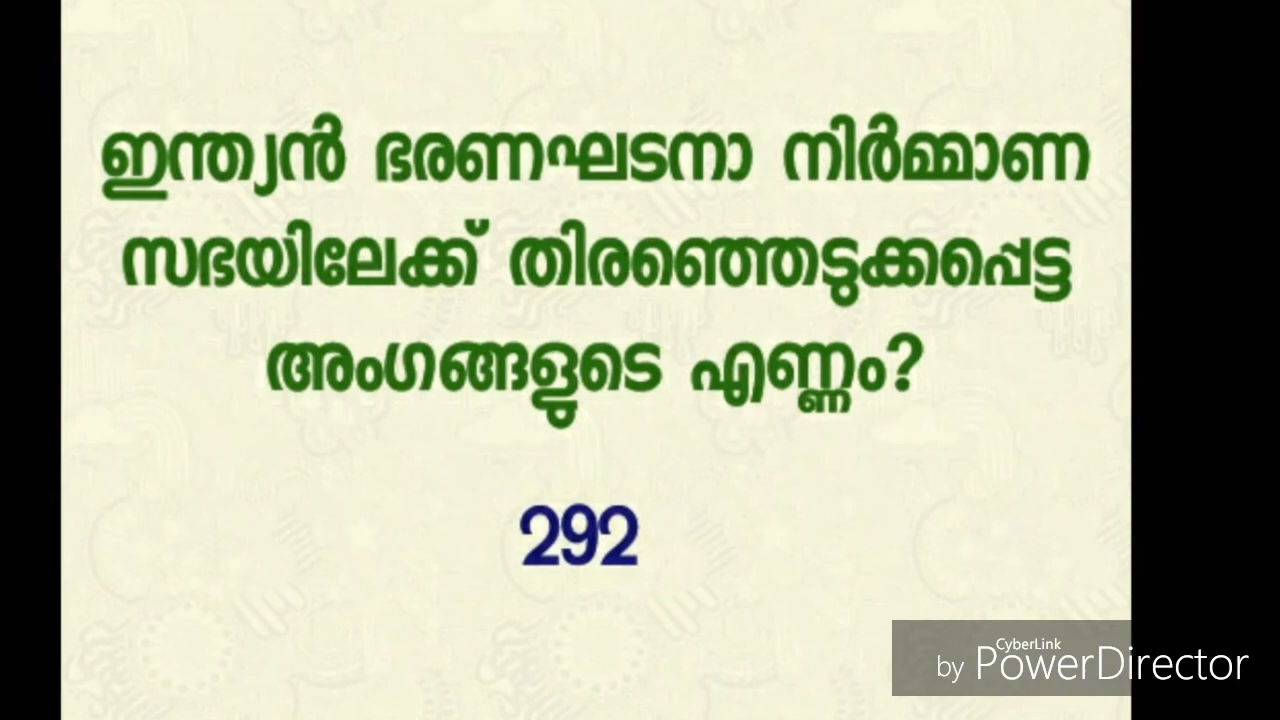 ഇന്ത്യൻ ഭരണഘടനാ നിർമ്മാണ
സഭയിലേക്ക് തിരഞ്ഞെടുക്കപ്പെട്ട
അംഗങ്ങളുടെ എണ്ണം?
292
CyberLink
by PowerDirector